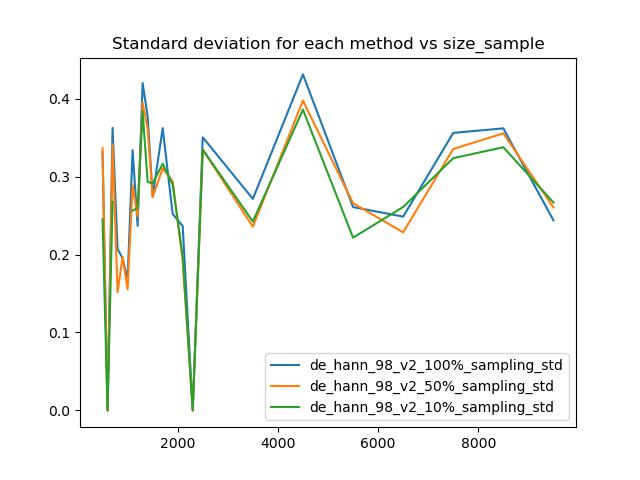 Standard deviation for each method vs size_sample
0.4
0.3
0.2
0.1
0.0
de_hann_98_v2_100%_sampling_std
de_hann_98_v2_50%_sampling_std
de_hann_98_v2_10%_sampling_std
2000 4000 6000 8000